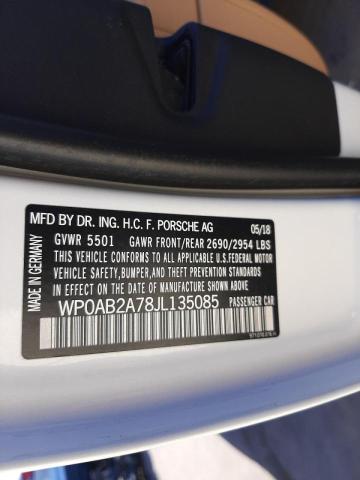 MFD BY DR. ING. H.C. F. PORSCHE AG 05/18
GVWR 5501 GAWR FRONT/REAR 2690/2954 LBS
THIS VEHICLE CONFORMS TO ALL APPLICABLE
U.S. FEDERAL MOTOR
VEHICLE SAFETY, BUMPER, AND THEFT
PREVENTION STANDARDS
IN EFFECT ON THE DATE OF
MANUFACTURE SHOWN ABOVE
WP0AB2A78JL135085 PASSENGER CAR
MADE IN GERMANY